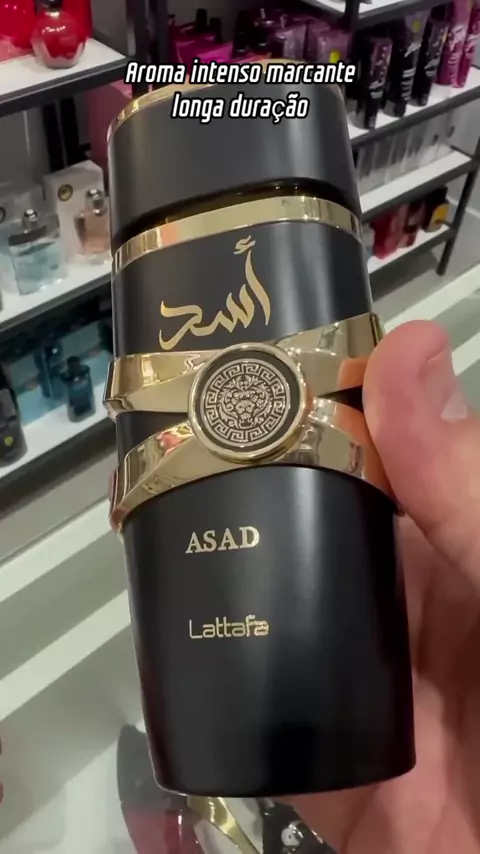 Aroma intenso marcante
longa duração
أسد
ASAD
Lattafa